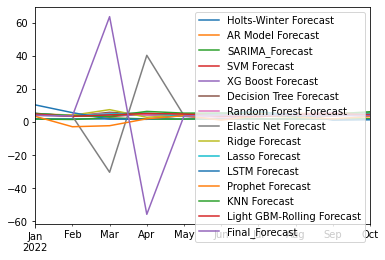 60
40
20
0
−20
−40
−60
Jan
2022
Feb
Mar
Apr
May
Sep
Oct
Holts-Winter Forecast
AR Model Forecast
SARIMA_Forecast
SVM Forecast
XG Boost Forecast
Decision Tree Forecast
Random Forest Forecast
Elastic Net Forecast
Ridge Forecast
Lasso Forecast
LSTM Forecast
Prophet Forecast
KNN Forecast
Light GBM-Rolling Forecast
Final_Forecast